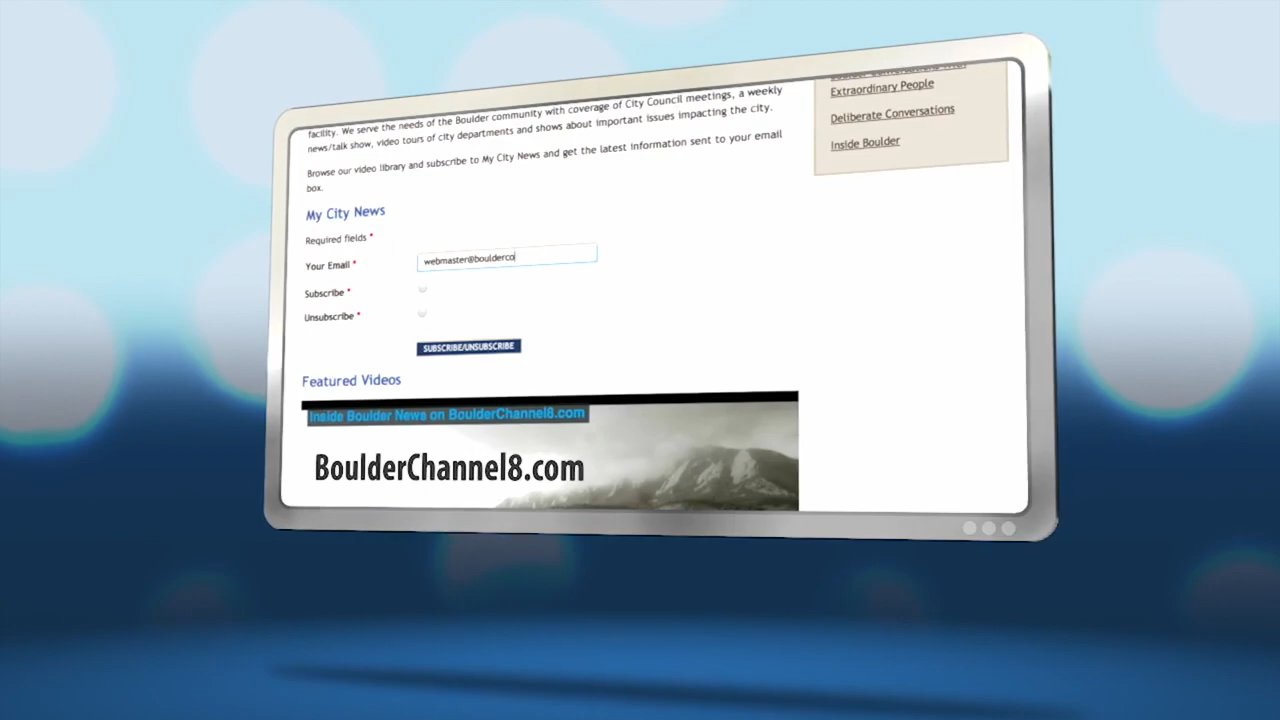 Extraordinary People
Deliberate Conversations
Inside Boulder
facility. We serve the needs of the Boulder community with coverage of City Council meetings, a weekly
news/talk show, video tours of city departments and shows about important issues impacting the city.
Browse our video library and subscribe to My City News and get the latest information sent to your email
box.
My City News
Required fields *
Your Email *
webmaster@boulderco
Subscribe *
Unsubscribe *
SUBSCRIBE/UNSUBSCRIBE
Featured Videos
Inside Boulder News on BoulderChannel8.com
BoulderChannel8.com